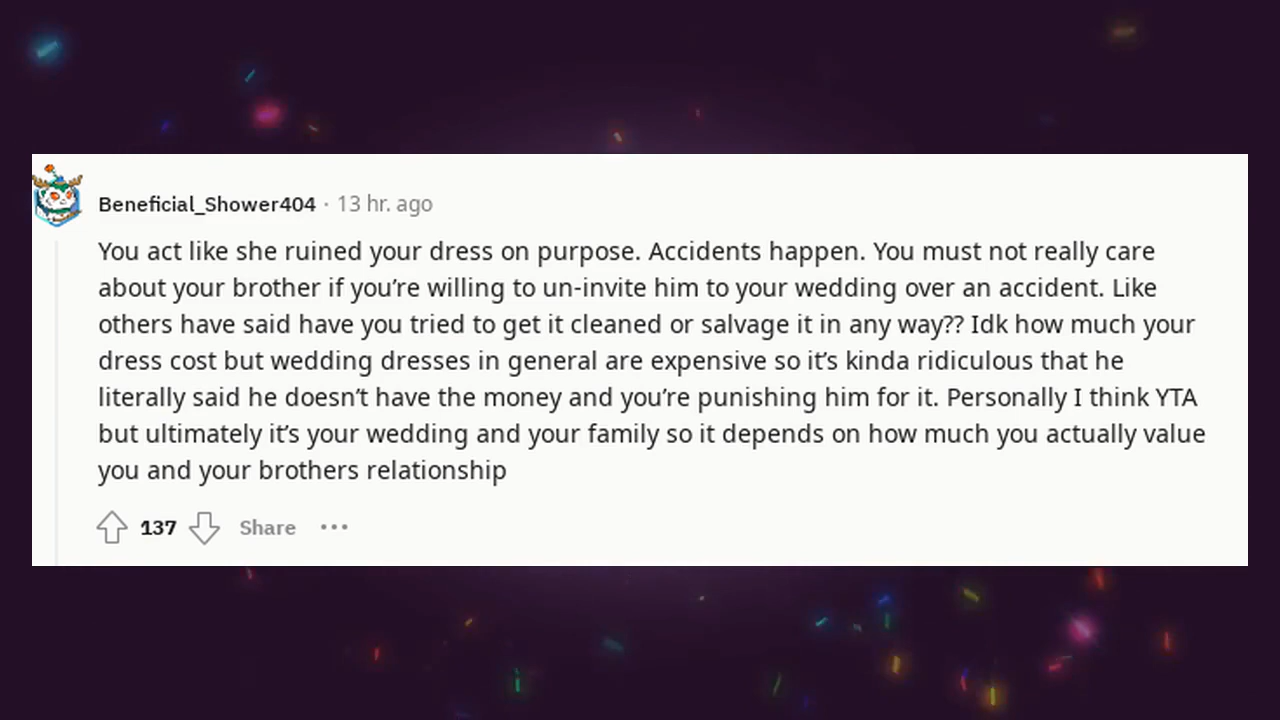 Beneficial_Shower404 · 13 hr. ago
You act like she ruined your dress on purpose. Accidents happen. You must not really care
about your brother if you’re willing to un-invite him to your wedding over an accident. Like
others have said have you tried to get it cleaned or salvage it in any way?? Idk how much your
dress cost but wedding dresses in general are expensive so it’s kinda ridiculous that he
literally said he doesn’t have the money and you’re punishing him for it. Personally I think YTA
but ultimately it’s your wedding and your family so it depends on how much you actually value
you and your brothers relationship
137 Share •••